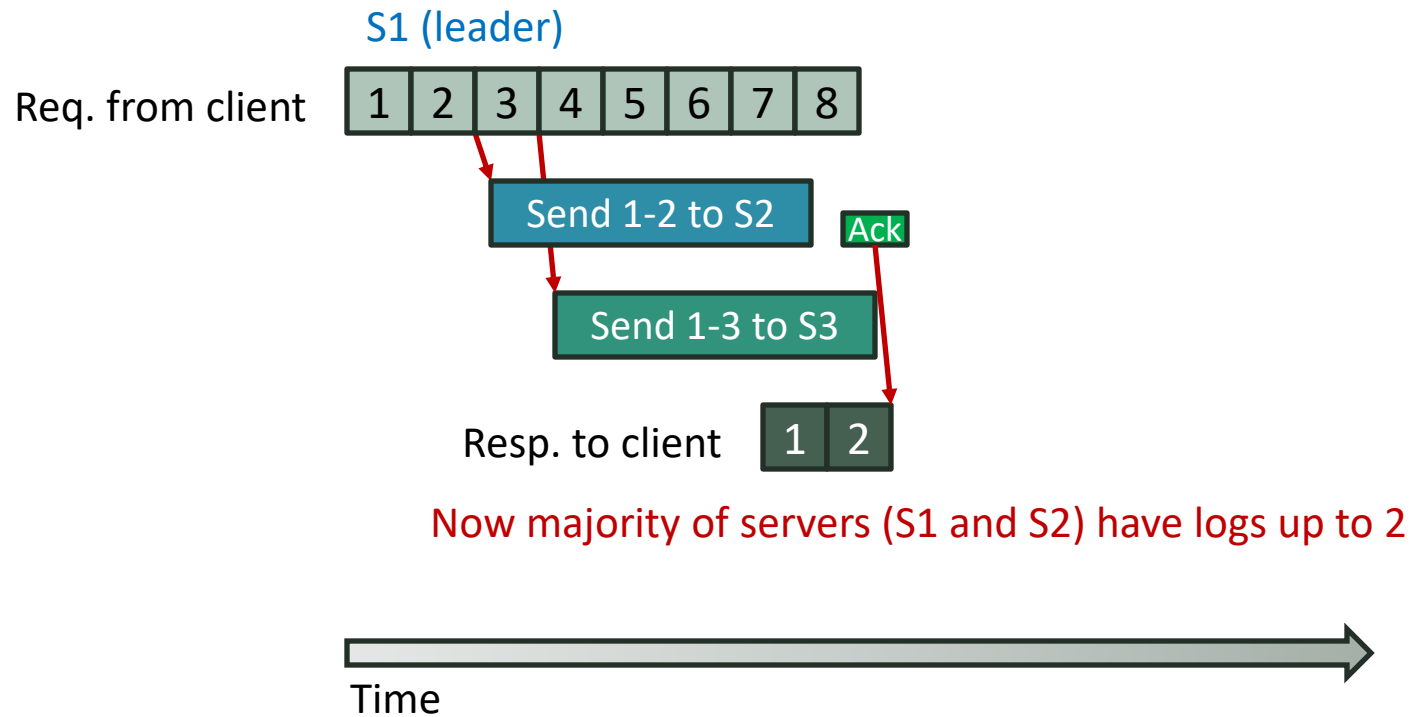 S1 (leader)
Req. from client 1 2 3 4 5 6 7 8
Send 1-2 to S2
Ack
Send 1-3 to S3
Resp. to client 1 2
Now majority of servers (S1 and S2) have logs up to 2
Time